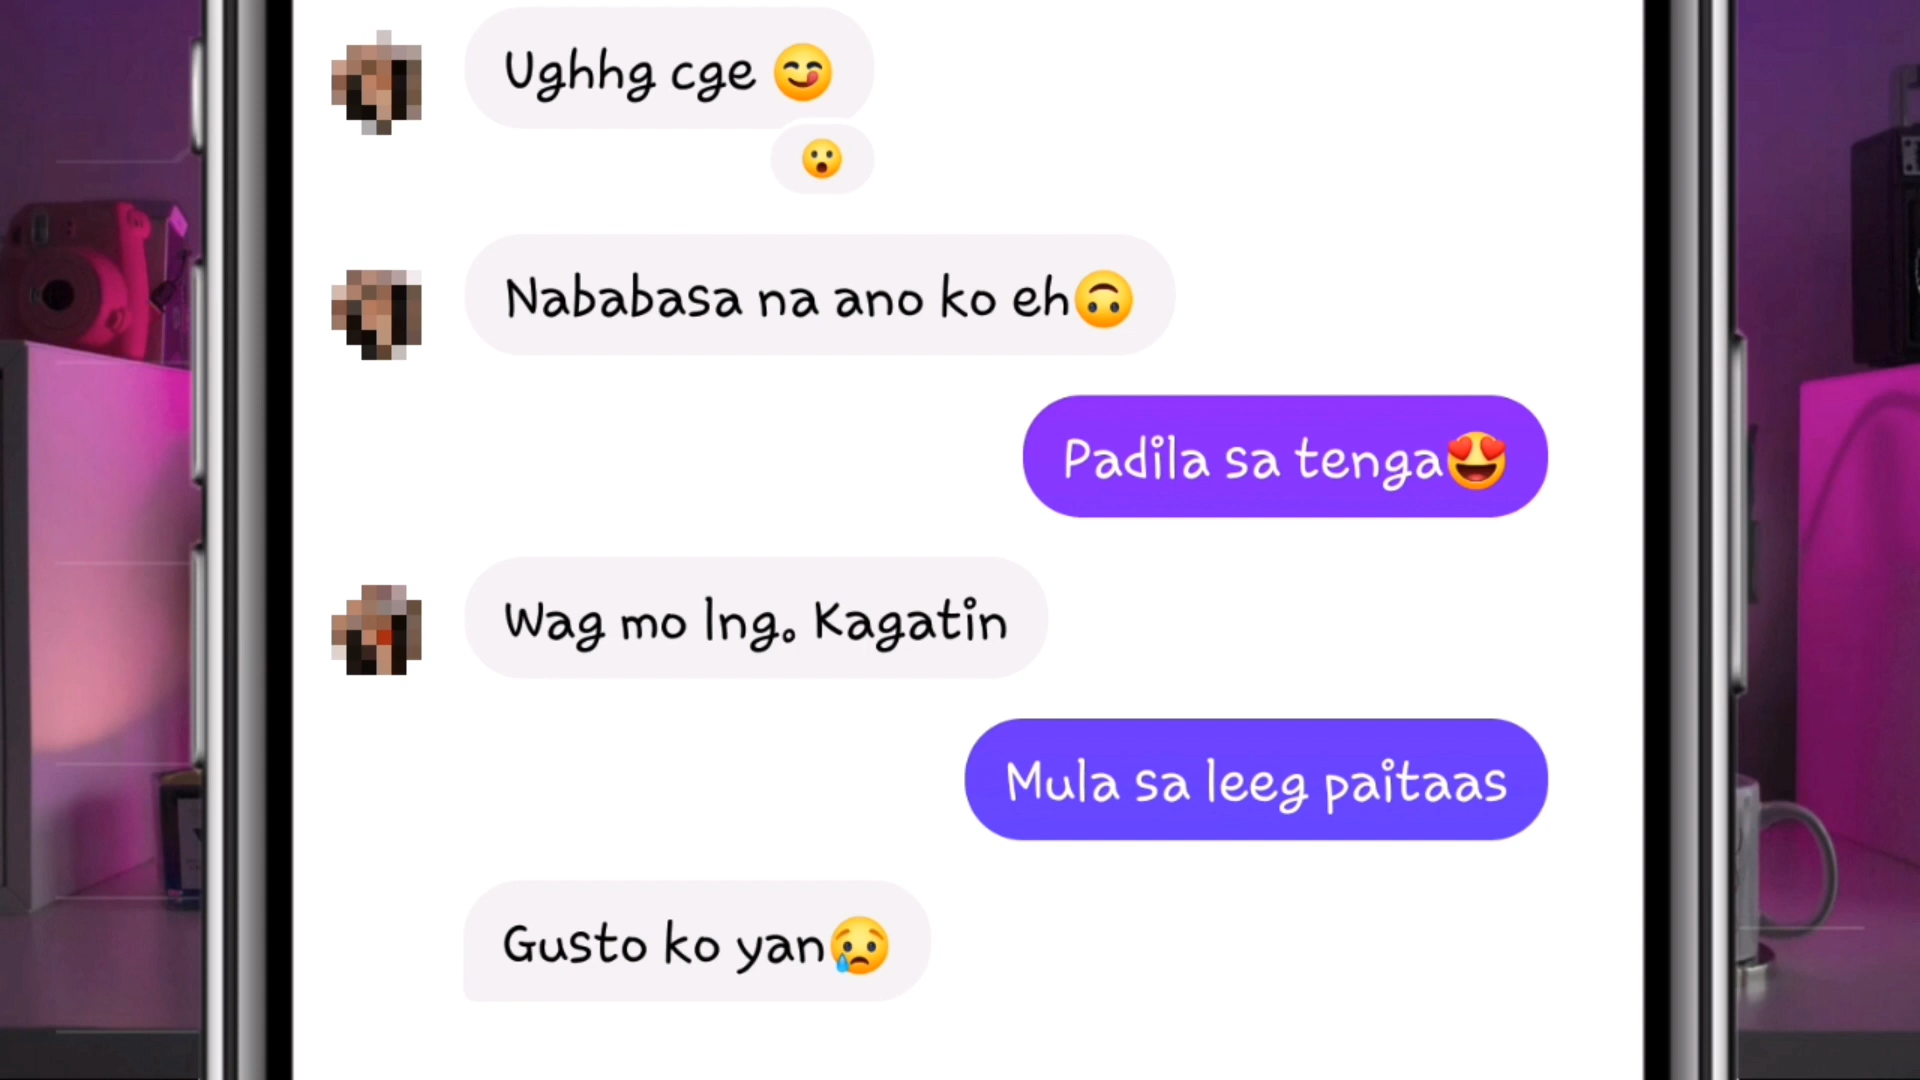 Ughhg cge 😋
😮
Nababasa na ano ko eh🙃
Padila sa tenga😍
Wag mo lng. Kagatin
Mula sa leeg paitaas
Gusto ko yan😢